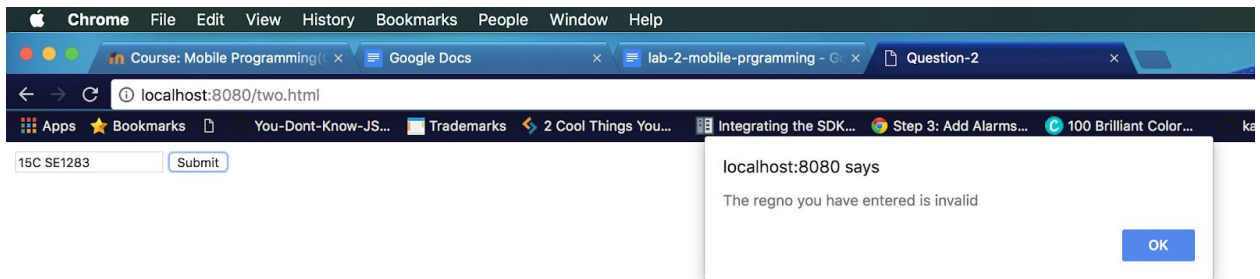 Chrome File Edit View History Bookmarks People Window Help
Course: Mobile Programming(( × Google Docs × lab-2-mobile-prgramming - Go × Question-2 ×
localhost:8080/two.html
Apps Bookmarks You-Dont-Know-JS... Trademarks 2 Cool Things You... Integrating the SDK... Step 3: Add Alarms... 100 Brilliant Color... ka
15C SE1283 Submit
localhost:8080 says
The regno you have entered is invalid
OK